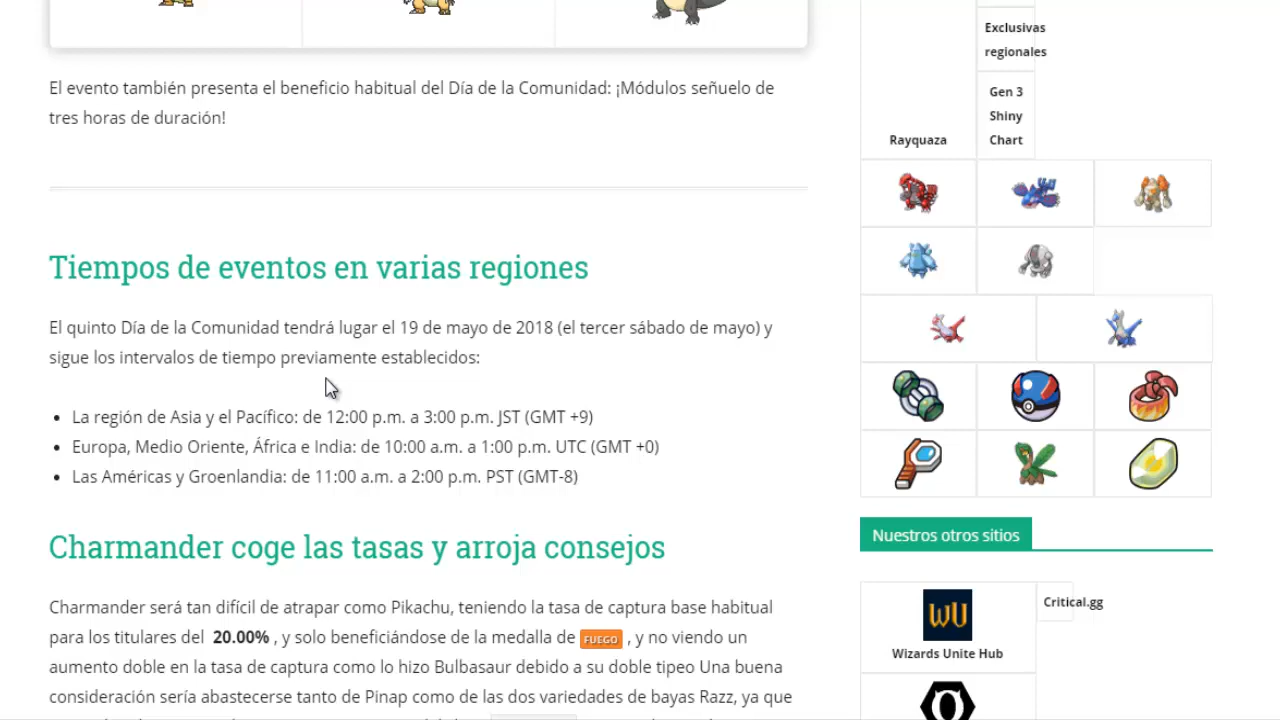 El evento también presenta el beneficio habitual del Día de la Comunidad: ¡Módulos señuelo de
tres horas de duración!
Tiempos de eventos en varias regiones
El quinto Día de la Comunidad tendrá lugar el 19 de mayo de 2018 (el tercer sábado de mayo) y
sigue los intervalos de tiempo previamente establecidos:
• La región de Asia y el Pacífico: de 12:00 p.m. a 3:00 p.m. JST (GMT +9)
• Europa, Medio Oriente, África e India: de 10:00 a.m. a 1:00 p.m. UTC (GMT +0)
• Las Américas y Groenlandia: de 11:00 a.m. a 2:00 p.m. PST (GMT-8)
Charmander coge las tasas y arroja consejos
Charmander será tan difícil de atrapar como Pikachu, teniendo la tasa de captura base habitual
para los titulares del 20.00% , y solo beneficiándose de la medalla de FUEGO , y no viendo un
aumento doble en la tasa de captura como lo hizo Bulbasaur debido a su doble tipeo Una buena
consideración sería abastecerse tanto de Pinap como de las dos variedades de bayas Razz, ya que
Exclusivas
regionales
Rayquaza
Gen 3
Shiny
Chart
Nuestros otros sitios
WU
Wizards Unite Hub
Critical.gg